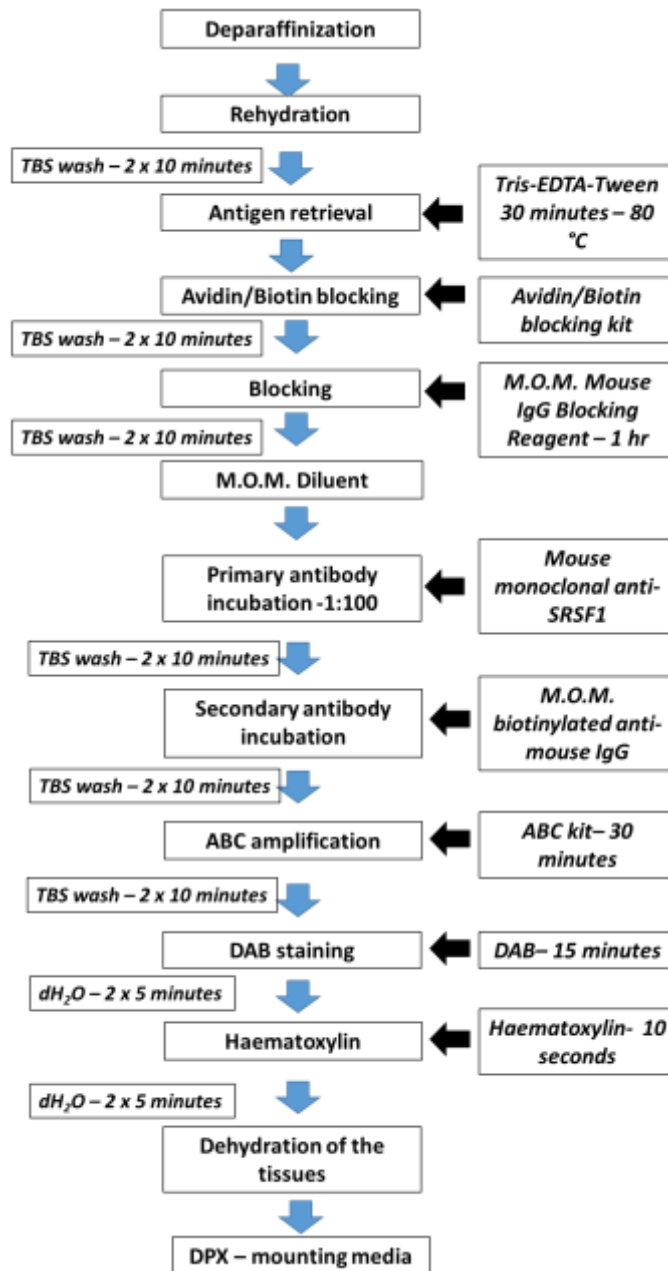 Deparaffinization
Rehydration
TBS wash – 2 x 10 minutes
Antigen retrieval
Tris-EDTA-Tween
30 minutes – 80
°C
Avidin/Biotin blocking
Avidin/Biotin
blocking kit
TBS wash – 2 x 10 minutes
Blocking
M.O.M. Mouse
IgG Blocking
Reagent – 1 hr
TBS wash – 2 x 10 minutes
M.O.M. Diluent
Primary antibody
incubation -1:100
Mouse
monoclonal anti-
SRSF1
TBS wash – 2 x 10 minutes
Secondary antibody
incubation
M.O.M.
biotinylated anti-
mouse IgG
TBS wash – 2 x 10 minutes
ABC amplification
ABC kit– 30
minutes
TBS wash – 2 x 10 minutes
DAB staining
DAB– 15 minutes
dH₂O – 2 x 5 minutes
Haematoxylin
Haematoxylin- 10
seconds
dH₂O – 2 x 5 minutes
Dehydration of the
tissues
DPX – mounting media